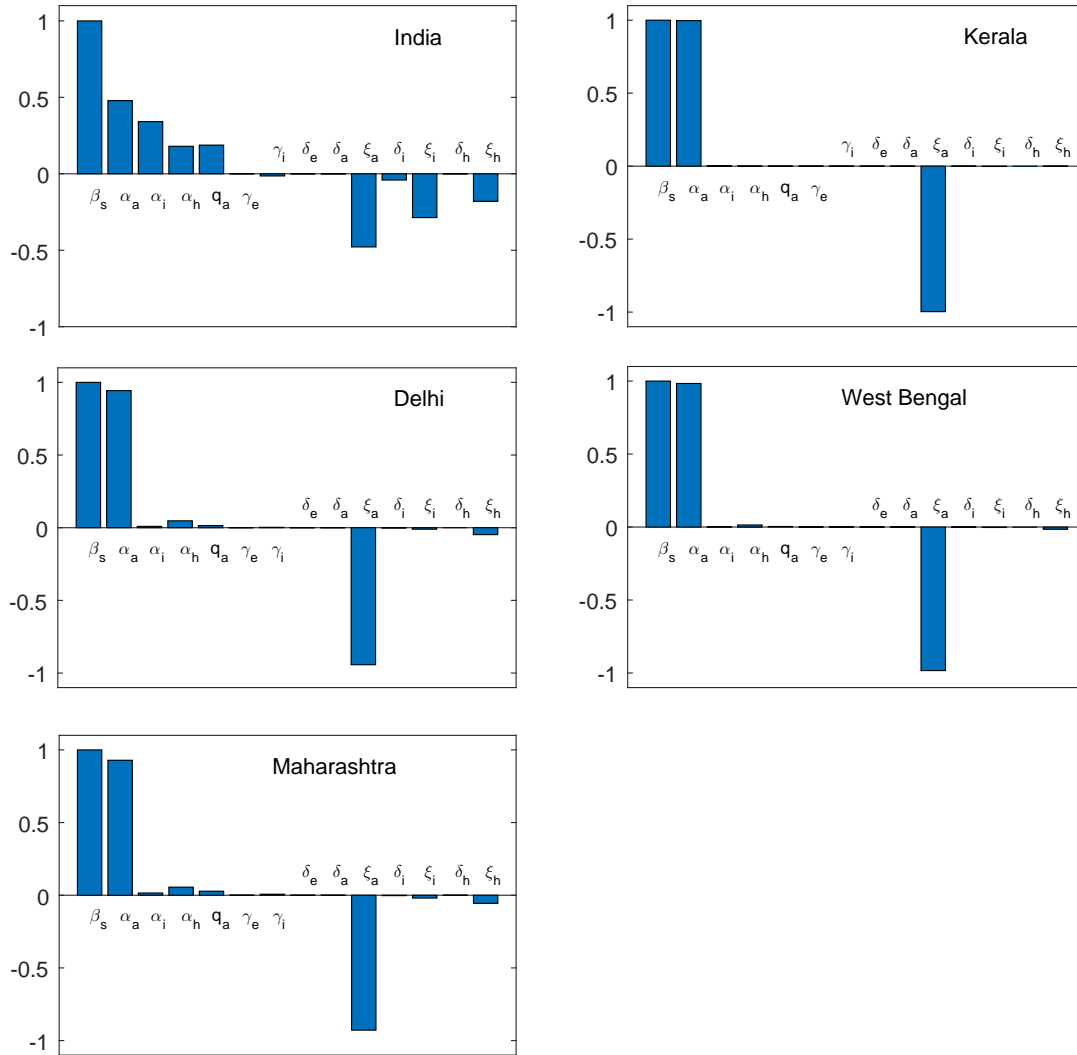 India
1
0.5
0
-0.5
-1
γi δe δa ξa δi ξi δh ξh
βs αa αi αh qa γe
Kerala
1
0.5
0
-0.5
-1
γi δe δa ξa δi ξi δh ξh
βs αa αi αh qa γe
Delhi
1
0.5
0
-0.5
-1
δe δa ξa δi ξi δh ξh
βs αa αi αh qa γe γi
West Bengal
1
0.5
0
-0.5
-1
δe δa ξa δi ξi δh ξh
βs αa αi αh qa γe γi
Maharashtra
1
0.5
0
-0.5
-1
δe δa ξa δi ξi δh ξh
βs αa αi αh qa γe γi